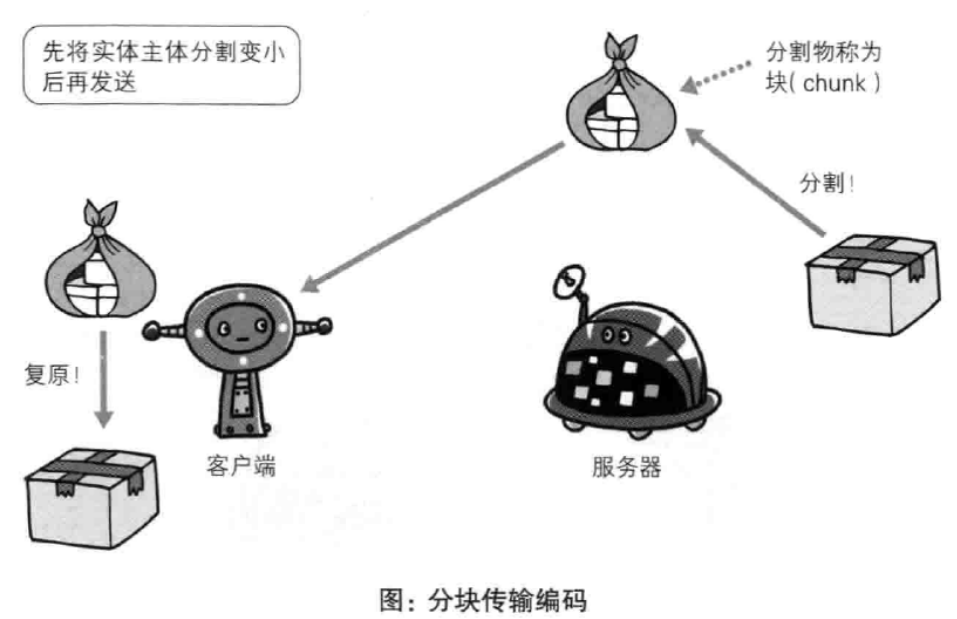 先将实体主体分割变小
后再发送
分割物称为
块( chunk )
分割!
复原!
客户端
服务器
图: 分块传输编码